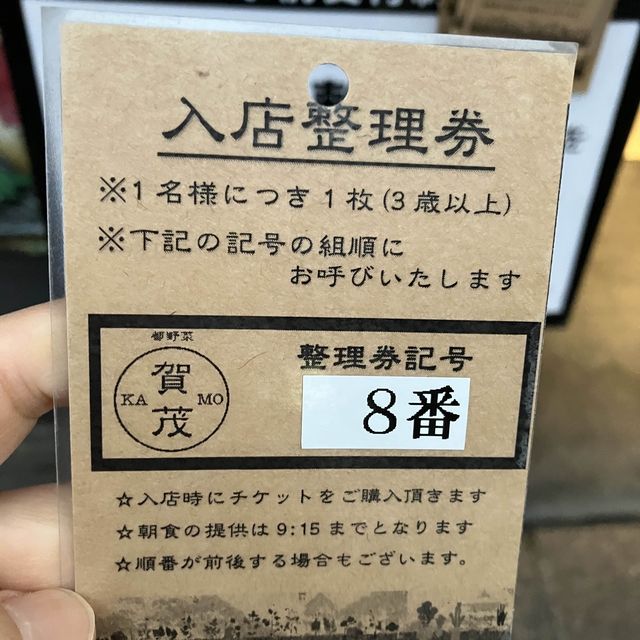 入店整理券
※1名様につき1枚(3歳以上)
※下記の記号の組順に
お呼びいたします
都野菜
賀茂
KAMO
整理券記号
8番
☆入店時にチケットをご購入頂きます
☆朝食の提供は9:15までとなります
☆順番が前後する場合もございます。